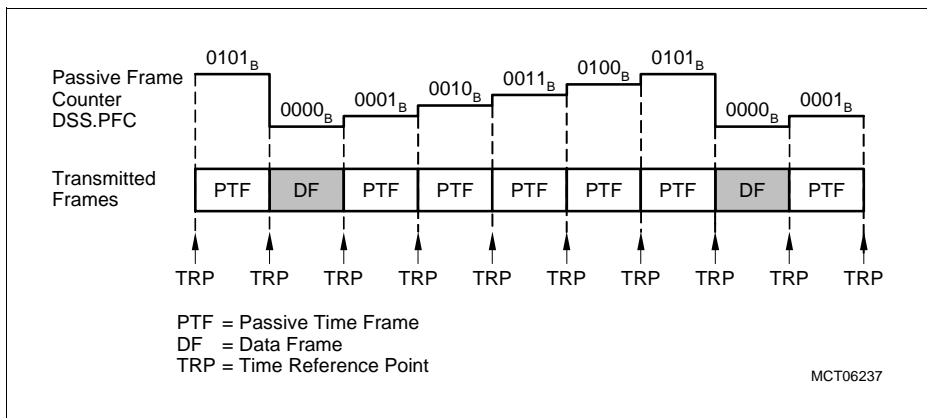 0101B 0000B 0001B 0010B 0011B 0100B 0101B 0000B 0001B
Passive Frame
Counter
DSS.PFC
Transmitted
Frames
PTF DF PTF PTF PTF PTF PTF DF PTF
TRP TRP TRP TRP TRP TRP TRP TRP TRP TRP
PTF = Passive Time Frame
DF = Data Frame
TRP = Time Reference Point
MCT06237